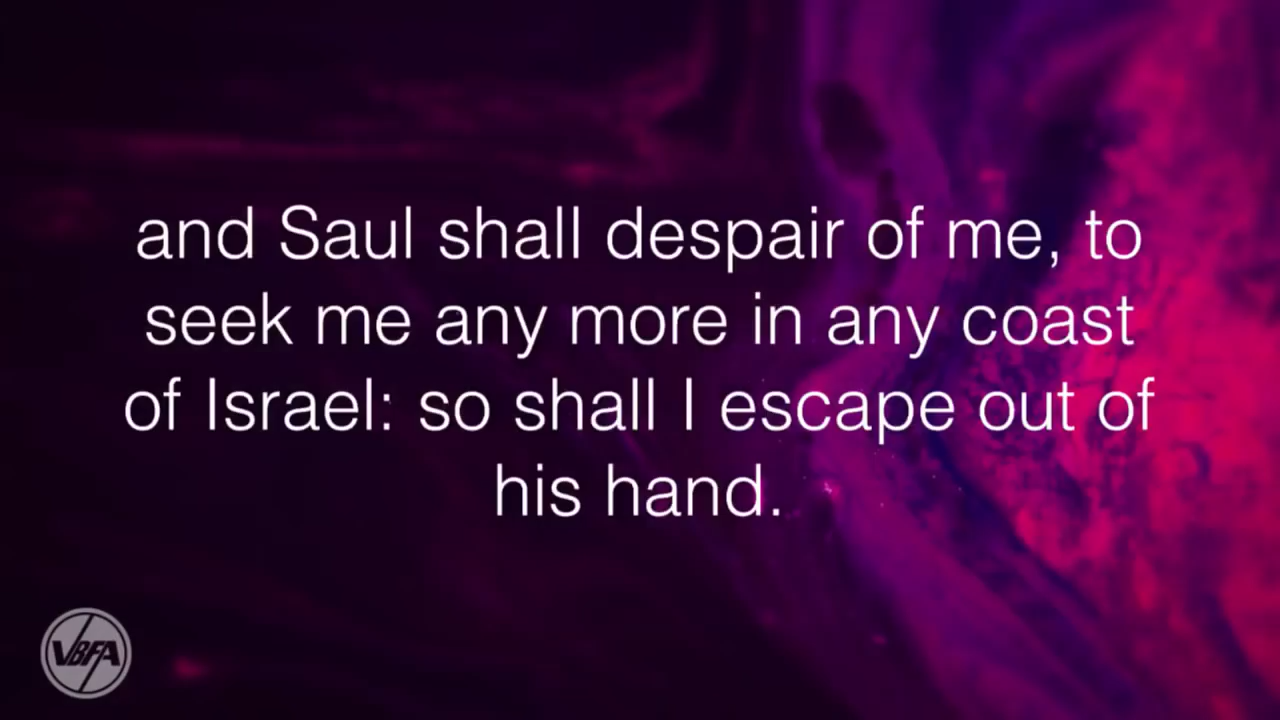 and Saul shall despair of me, to
seek me any more in any coast
of Israel: so shall I escape out of
his hand.
VBFA